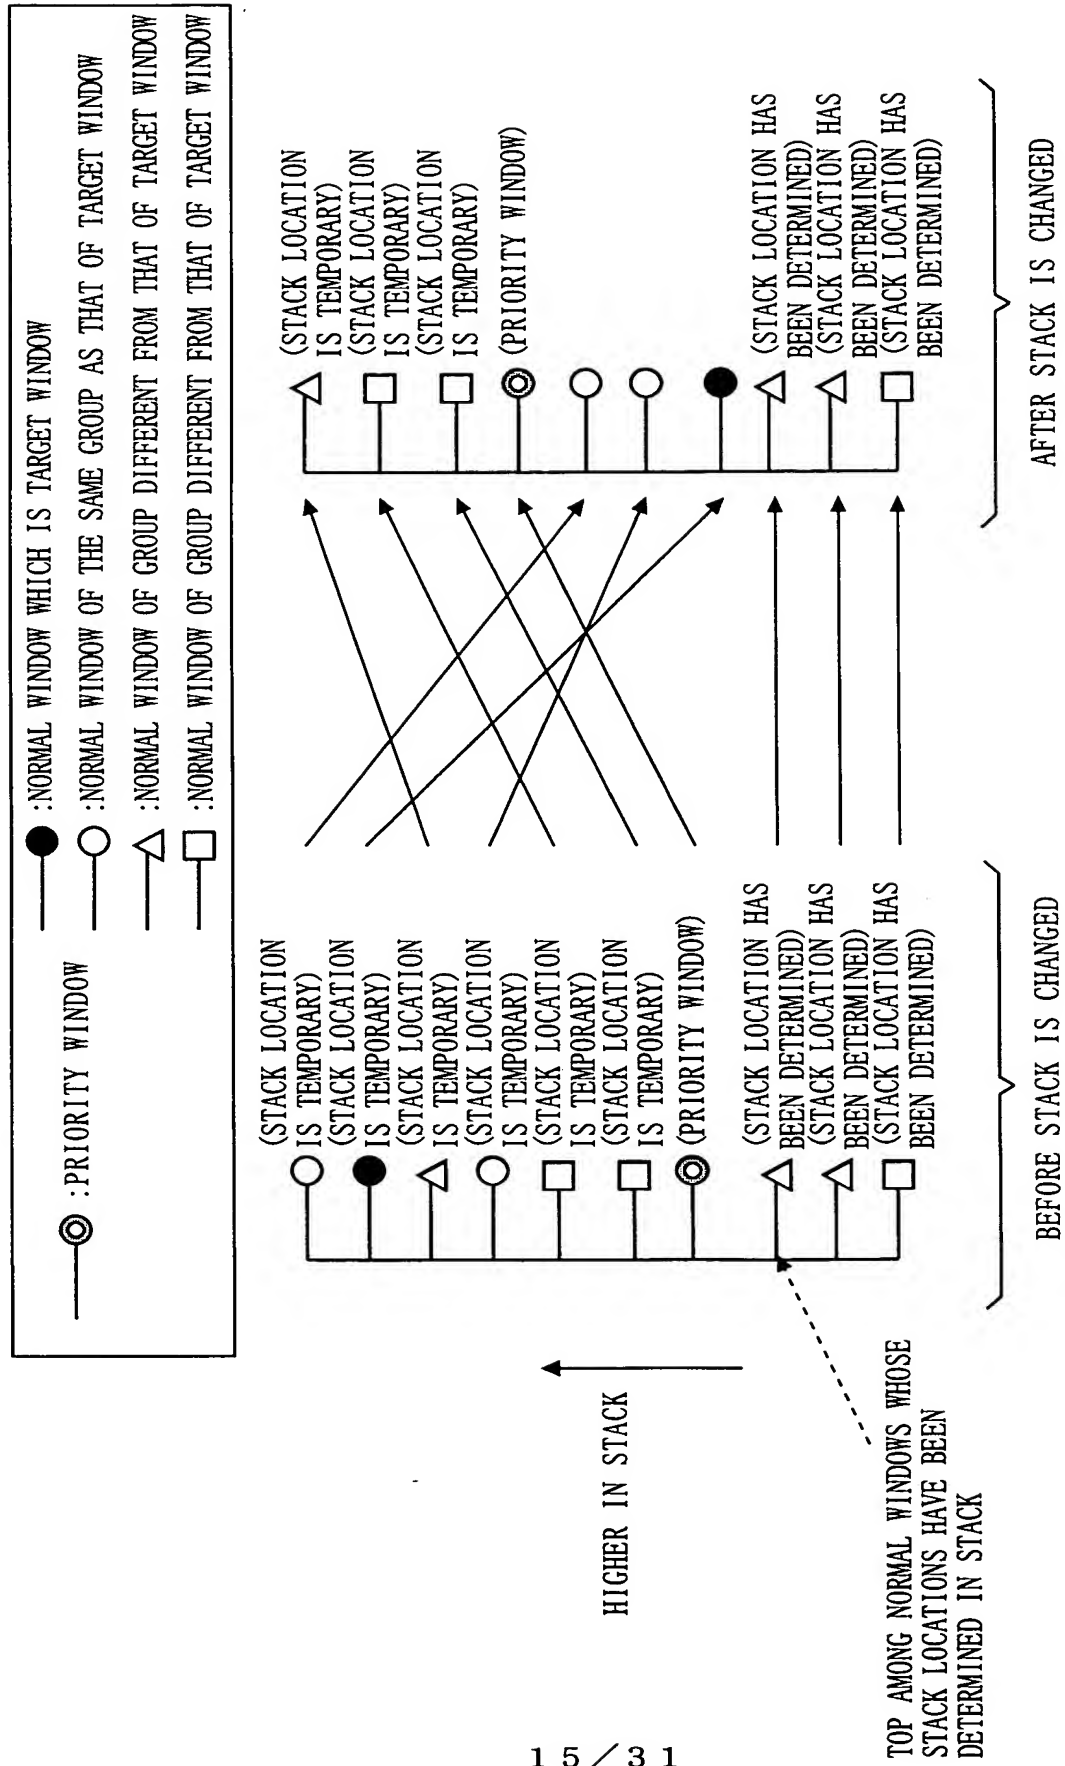 :PRIORITY WINDOW
:NORMAL WINDOW WHICH IS TARGET WINDOW
:NORMAL WINDOW OF THE SAME GROUP AS THAT OF TARGET WINDOW
:NORMAL WINDOW OF GROUP DIFFERENT FROM THAT OF TARGET WINDOW
:NORMAL WINDOW OF GROUP DIFFERENT FROM THAT OF TARGET WINDOW
HIGHER IN STACK
TOP AMONG NORMAL WINDOWS WHOSE
STACK LOCATIONS HAVE BEEN
DETERMINED IN STACK
(STACK LOCATION
IS TEMPORARY)
(STACK LOCATION
IS TEMPORARY)
(STACK LOCATION
IS TEMPORARY)
(STACK LOCATION
IS TEMPORARY)
(STACK LOCATION
IS TEMPORARY)
(STACK LOCATION
IS TEMPORARY)
(PRIORITY WINDOW)
(STACK LOCATION HAS
BEEN DETERMINED)
(STACK LOCATION HAS
BEEN DETERMINED)
(STACK LOCATION HAS
BEEN DETERMINED)
BEFORE STACK IS CHANGED
(STACK LOCATION
IS TEMPORARY)
(STACK LOCATION
IS TEMPORARY)
(STACK LOCATION
IS TEMPORARY)
(PRIORITY WINDOW)
(STACK LOCATION HAS
BEEN DETERMINED)
(STACK LOCATION HAS
BEEN DETERMINED)
(STACK LOCATION HAS
BEEN DETERMINED)
AFTER STACK IS CHANGED
15/31